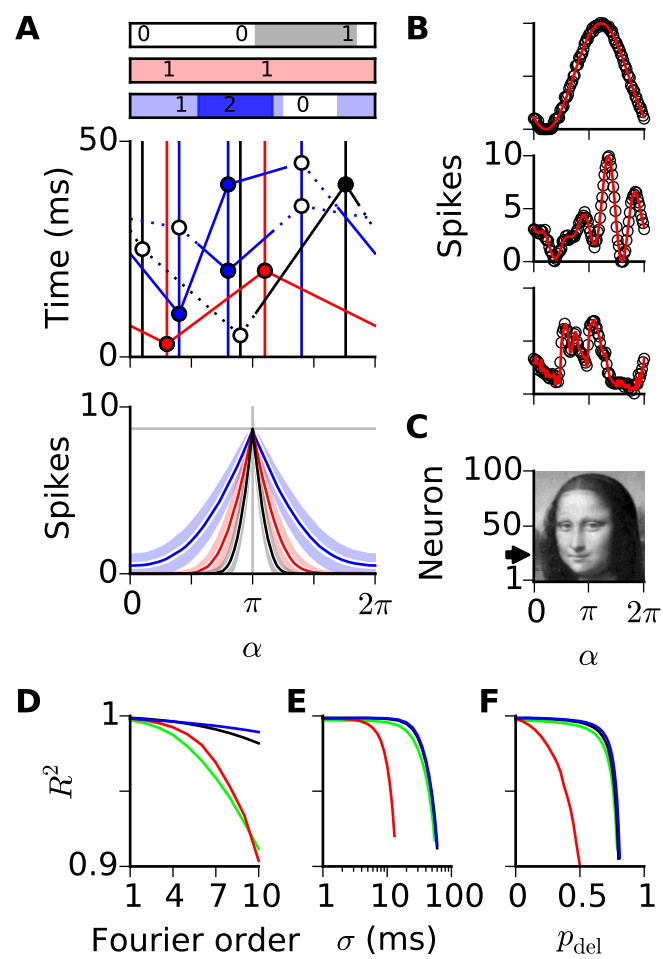 A
0 0 1
1 1
1 2 0
50
Time (ms)
0
10
Spikes
0
0 π 2π
α
B
10
Spikes
5
0
C
100
Neuron
50
1
0 π 2π
α
D
1
R²
0.9
1 4 7 10
Fourier order
E
1 10 100
σ (ms)
F
0 0.5 1
p_del